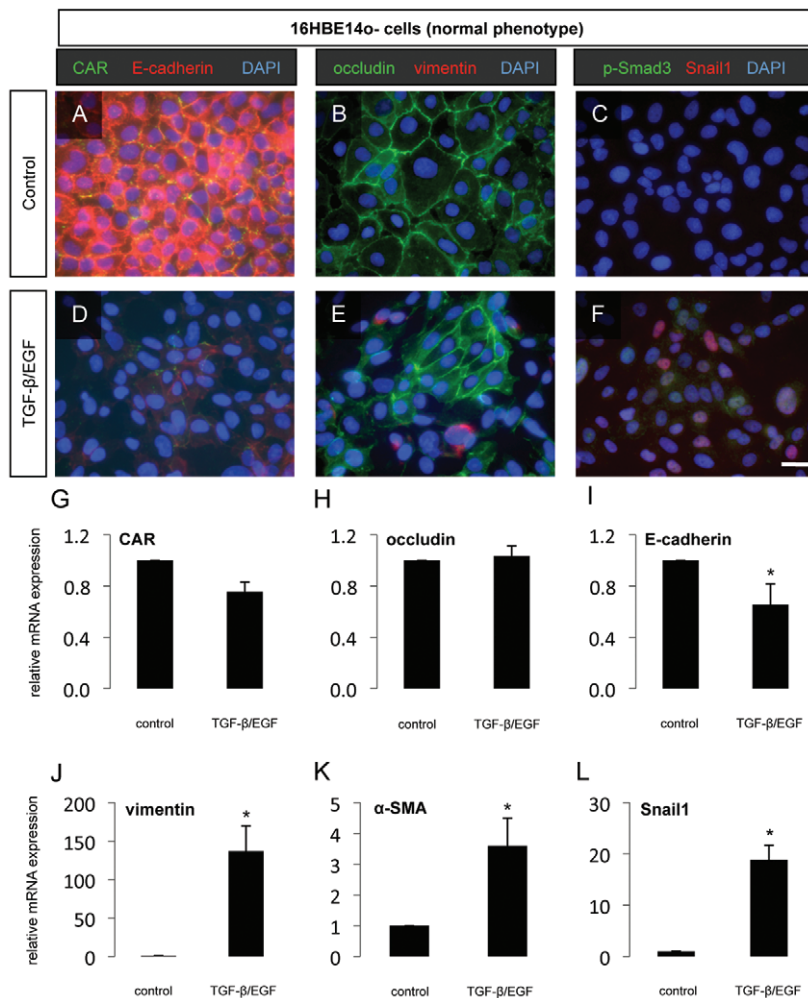 16HBE14o- cells (normal phenotype)
CAR E-cadherin DAPI
occludin vimentin DAPI
p-Smad3 Snail1 DAPI
Control
A
B
C
TGF-β/EGF
D
E
F
G
CAR
relative mRNA expression
1.2
0.8
0.4
0.0
control TGF-β/EGF
H
occludin
1.2
0.8
0.4
0.0
control TGF-β/EGF
I
E-cadherin
1.2
0.8
0.4
0.0
*
control TGF-β/EGF
J
vimentin
relative mRNA expression
200
150
100
50
0
*
control TGF-β/EGF
K
α-SMA
5
4
3
2
1
0
*
control TGF-β/EGF
L
Snail1
30
20
10
0
*
control TGF-β/EGF